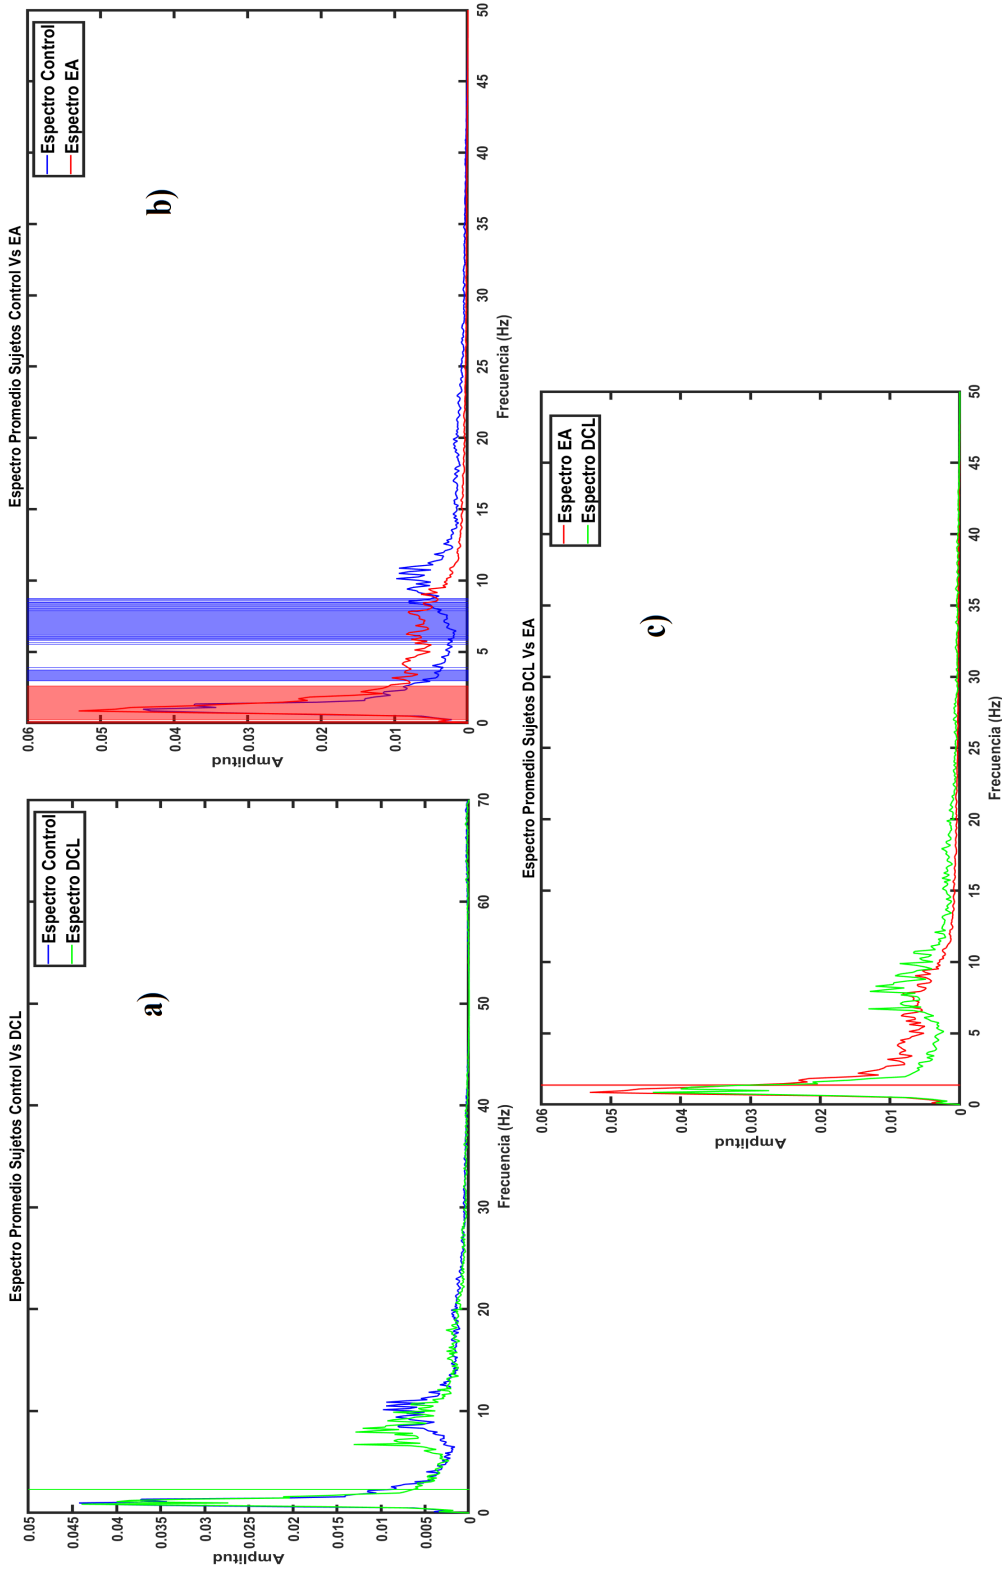 Espectro Promedio Sujetos Control Vs DCL
Amplitud
0.05
0.045
0.04
0.035
0.03
0.025
0.02
0.015
0.01
0.005
0
0 10 20 30 40 50 60 70
Frecuencia (Hz)
Espectro Control
Espectro DCL
a)
Espectro Promedio Sujetos Control Vs EA
Amplitud
0.06
0.05
0.04
0.03
0.02
0.01
0
0 5 10 15 20 25 30 35 40 45 50
Frecuencia (Hz)
Espectro Control
Espectro EA
b)
Espectro Promedio Sujetos DCL Vs EA
Amplitud
0.06
0.05
0.04
0.03
0.02
0.01
0
0 5 10 15 20 25 30 35 40 45 50
Frecuencia (Hz)
Espectro EA
Espectro DCL
c)